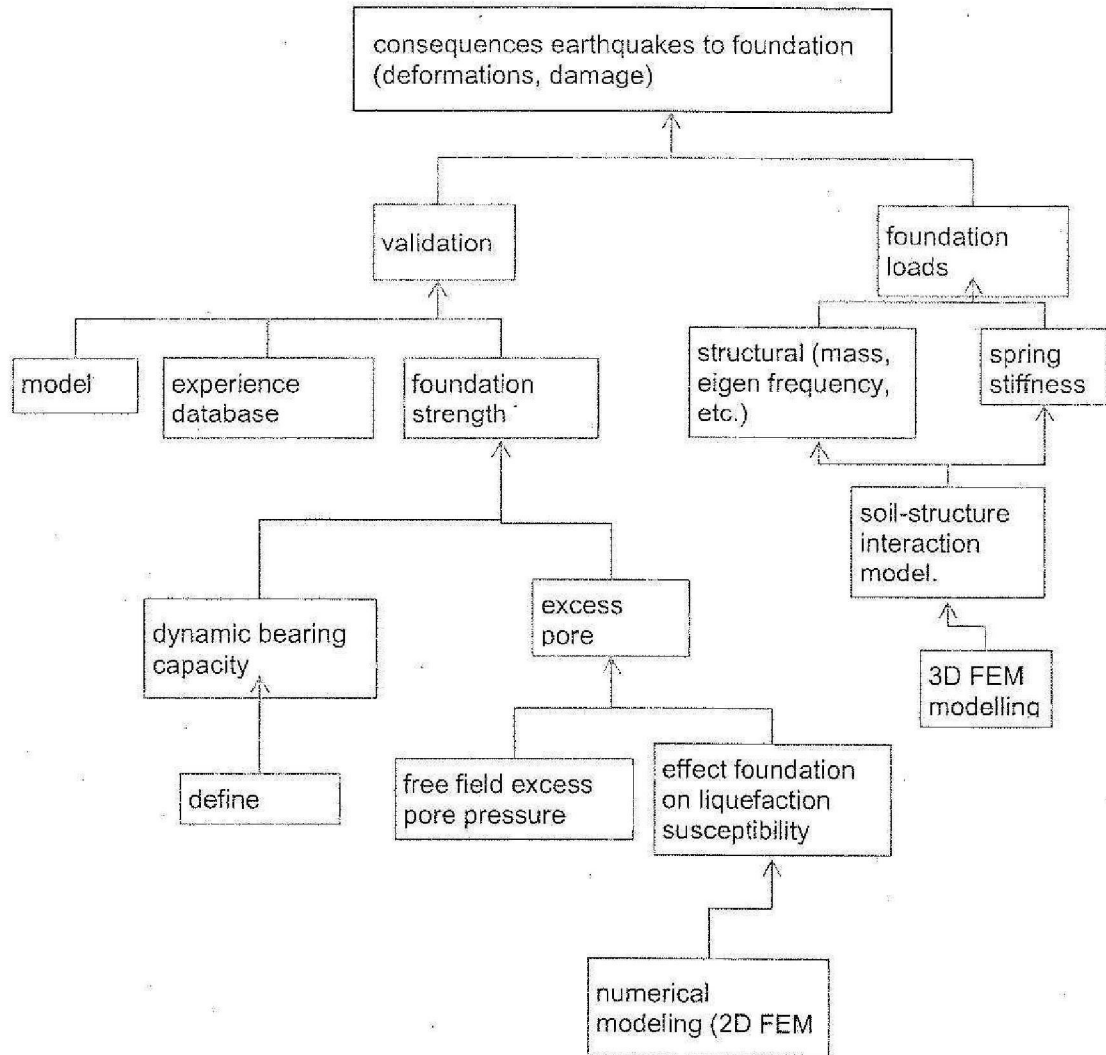 consequences earthquakes to foundation
(deformations, damage)
validation
foundation
loads
model
experience
database
foundation
strength
structural (mass,
eigen frequency,
etc.)
spring
stiffness
soil-structure
interaction
model.
dynamic bearing
capacity
excess
pore
3D FEM
modelling
define
free field excess
pore pressure
effect foundation
on liquefaction
susceptibility
numerical
modeling (2D FEM